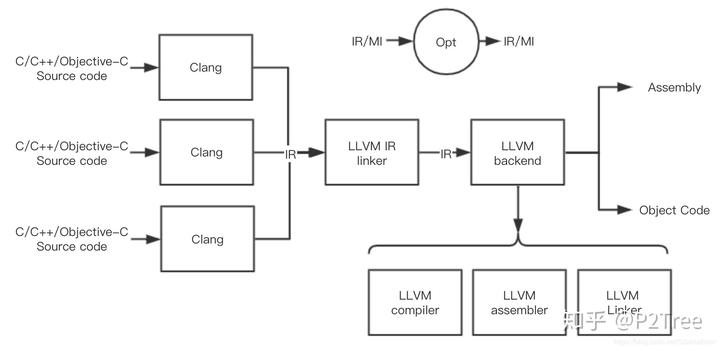 IR/MI
Opt
IR/MI
C/C++/Objective-C
Source code
Clang
C/C++/Objective-C
Source code
Clang
IR
LLVM IR
linker
IR
LLVM
backend
Assembly
Object Code
C/C++/Objective-C
Source code
Clang
LLVM
compiler
LLVM
assembler
LLVM
Linker
知乎 @P2Tree